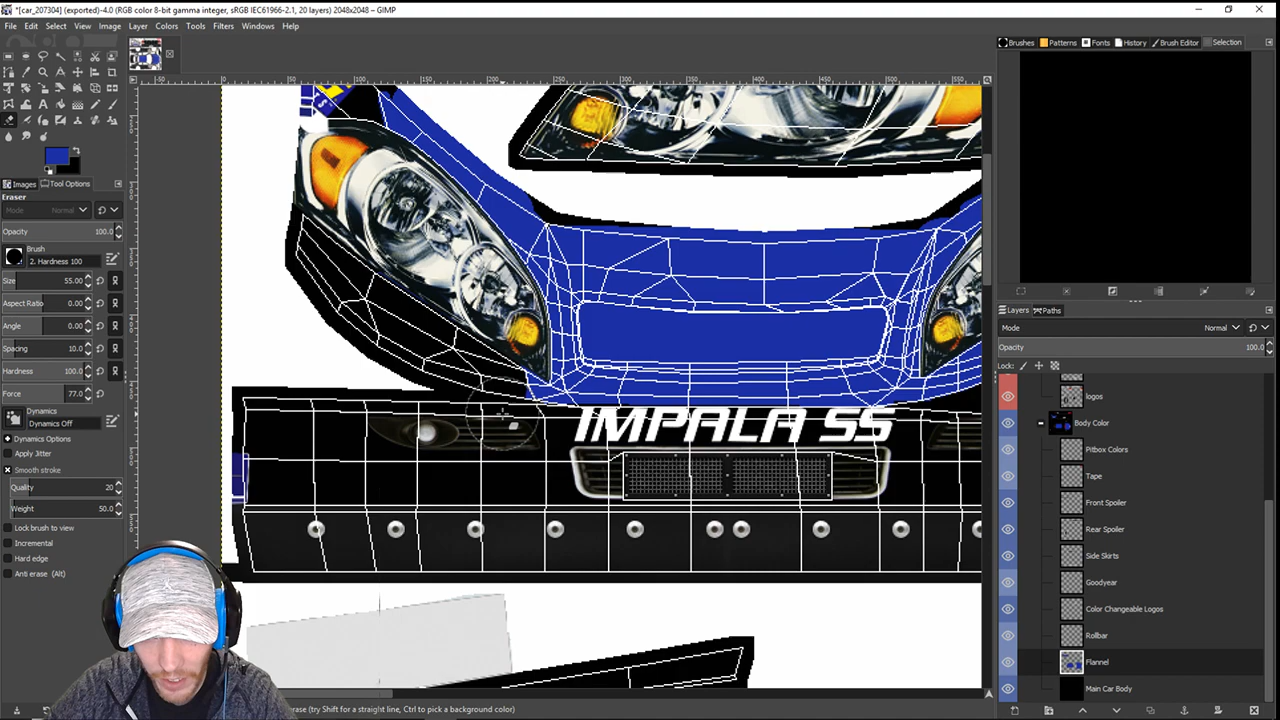 *[car_207304] (exported)-4.0 (RGB color 8-bit gamma integer, sRGB IEC61966-2.1, 20 layers) 2048x2048 – GIMP
File Edit Select View Image Layer Colors Tools Filters Windows Help
Brushes Patterns Fonts History Brush Editor Selection
Images Tool Options
Eraser
Mode Normal
Opacity 100.0
Brush
2. Hardness 100
Size 55.00
Aspect Ratio 0.00
Angle 0.00
Spacing 10.0
Hardness 100.0
Force 77.0
Dynamics
Dynamics Off
Dynamics Options
Apply Jitter
Smooth stroke
Quality 20
Weight 50.0
Lock brush to view
Incremental
Hard edge
Anti erase (Alt)
IMPALA SS
Layers Paths
Mode Normal
Opacity 100.0
Lock:
logos
Body Color
Pitbox Colors
Tape
Front Spoiler
Rear Spoiler
Side Skirts
Goodyear
Color Changeable Logos
Rollbar
Flannel
Main Car Body
rase (try Shift for a straight line, Ctrl to pick a background color)